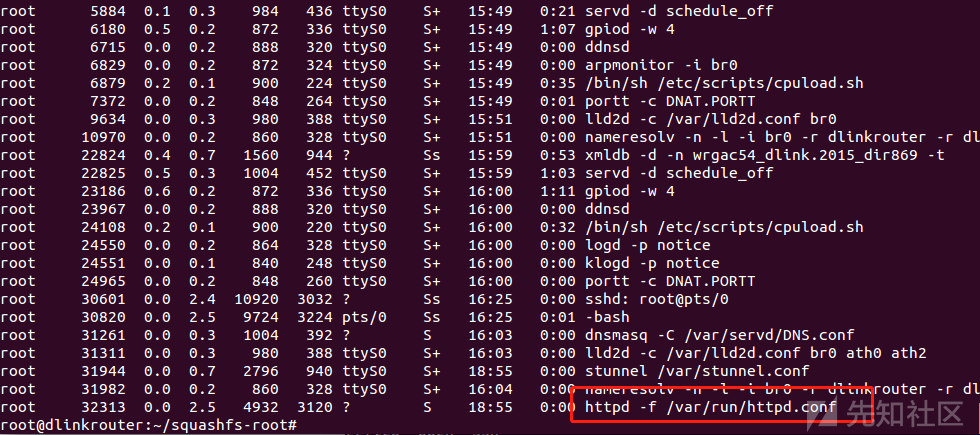 root 5884 0.1 0.3 984 436 ttyS0 S+ 15:49 0:21 servd -d schedule_off
root 6180 0.5 0.2 872 336 ttyS0 S+ 15:49 1:07 gpiod -w 4
root 6715 0.0 0.2 888 320 ttyS0 S+ 15:49 0:00 ddnsd
root 6829 0.0 0.2 872 324 ttyS0 S+ 15:49 0:00 arpmonitor -i br0
root 6879 0.2 0.1 900 224 ttyS0 S+ 15:49 0:35 /bin/sh /etc/scripts/cpuload.sh
root 7372 0.0 0.2 848 264 ttyS0 S+ 15:49 0:01 portt -c DNAT.PORTT
root 9634 0.0 0.3 980 388 ttyS0 S+ 15:51 0:00 lld2d -c /var/lld2d.conf br0
root 10970 0.0 0.2 860 328 ttyS0 S+ 15:51 0:00 nameresolv -n -l -i br0 -r dlinkrouter -r dl
root 22824 0.4 0.7 1560 944 ? Ss 15:59 0:53 xmldb -d -n wrgac54_dlink.2015_dir869 -t
root 22825 0.5 0.3 1004 452 ttyS0 S+ 15:59 1:03 servd -d schedule_off
root 23186 0.6 0.2 872 336 ttyS0 S+ 16:00 1:11 gpiod -w 4
root 23967 0.0 0.2 888 320 ttyS0 S+ 16:00 0:00 ddnsd
root 24108 0.2 0.1 900 220 ttyS0 S+ 16:00 0:32 /bin/sh /etc/scripts/cpuload.sh
root 24550 0.0 0.2 864 328 ttyS0 S+ 16:00 0:00 logd -p notice
root 24551 0.0 0.1 840 248 ttyS0 S+ 16:00 0:00 klogd -p notice
root 24965 0.0 0.2 848 260 ttyS0 S+ 16:00 0:00 portt -c DNAT.PORTT
root 30601 0.0 2.4 10920 3032 ? Ss 16:25 0:00 sshd: root@pts/0
root 30820 0.0 2.5 9724 3224 pts/0 Ss 16:25 0:01 -bash
root 31261 0.0 0.3 1004 392 ? S 16:03 0:00 dnsmasq -C /var/servd/DNS.conf
root 31311 0.0 0.3 980 388 ttyS0 S+ 16:03 0:00 lld2d -c /var/lld2d.conf br0 ath0 ath2
root 31944 0.0 0.7 2796 940 ttyS0 S+ 18:55 0:00 stunnel /var/stunnel.conf
root 31982 0.0 0.2 860 328 ttyS0 S+ 16:04 0:00 nameresolv -n -l -i br0 -r dlinkrouter -r dl
root 32313 0.0 2.5 4932 3120 ? S 18:55 0:00 httpd -f /var/run/httpd.conf
root@dlinkrouter:~/squashfs-root#
先知社区